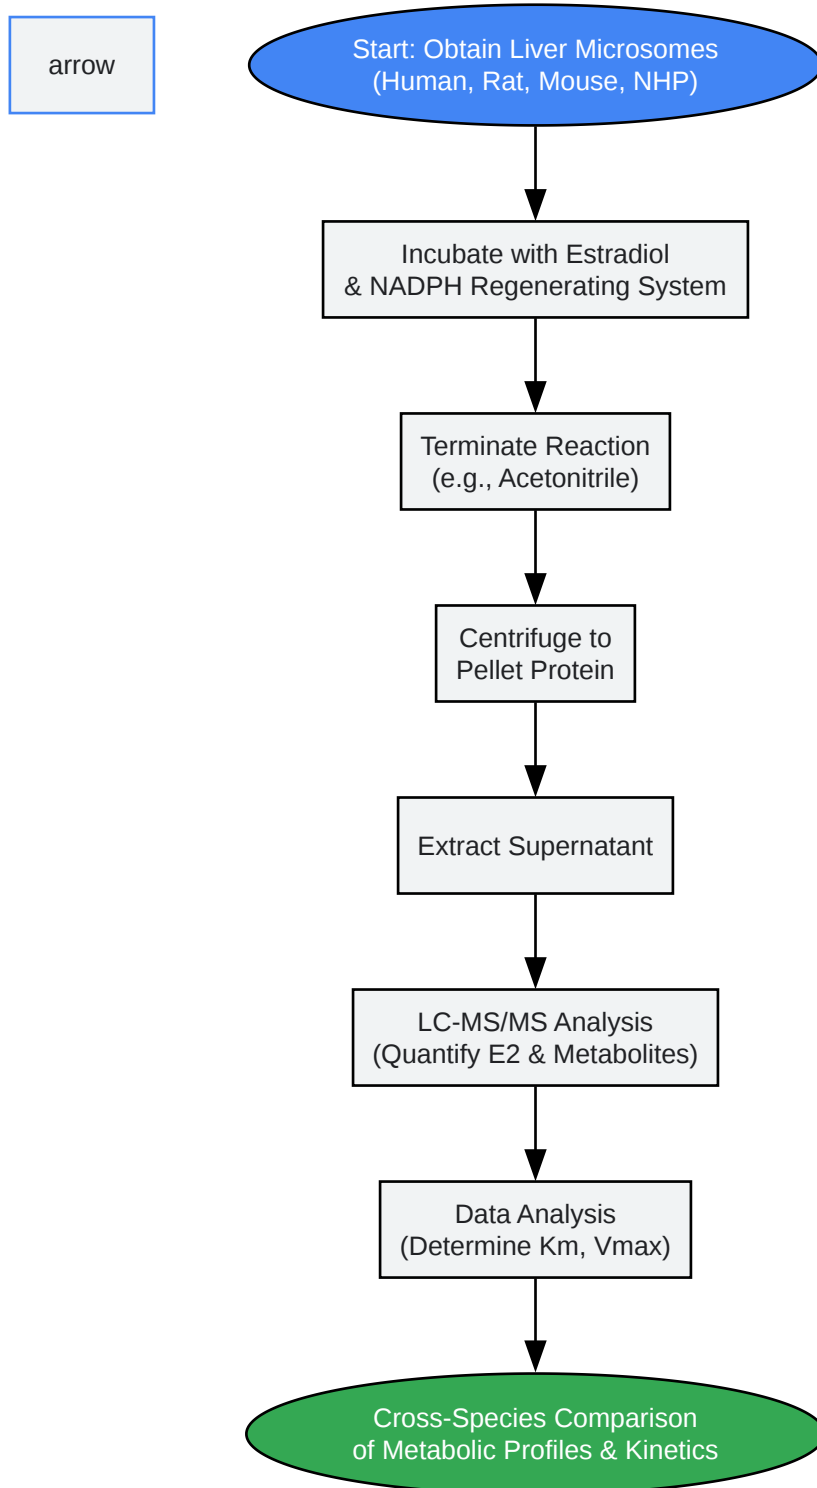 arrow
Start: Obtain Liver Microsomes
(Human, Rat, Mouse, NHP)
Incubate with Estradiol
& NADPH Regenerating System
Terminate Reaction
(e.g., Acetonitrile)
Centrifuge to
Pellet Protein
Extract Supernatant
LC-MS/MS Analysis
(Quantify E2 & Metabolites)
Data Analysis
(Determine Km, Vmax)
Cross-Species Comparison
of Metabolic Profiles & Kinetics